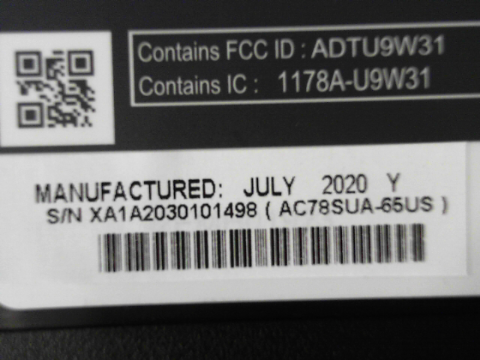 Contains FCC ID : ADTU9W31
Contains IC : 1178A-U9W31
MANUFACTURED: JULY 2020 Y
S/N XA1A2030101498 ( AC78SUA-65US )